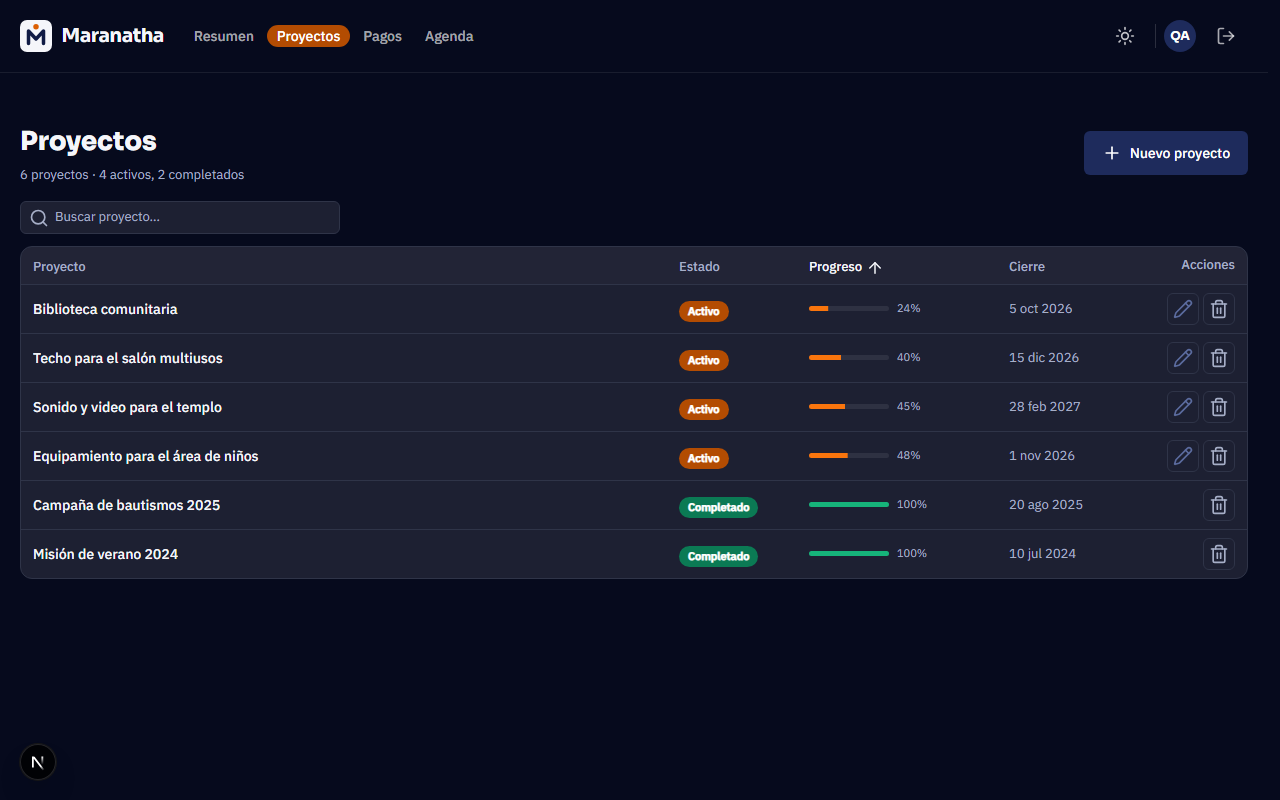 Maranatha Resumen Proyectos Pagos Agenda QA
Proyectos
6 proyectos · 4 activos, 2 completados
Nuevo proyecto
Buscar proyecto...
Proyecto Estado Progreso Cierre Acciones
Biblioteca comunitaria Activo 24% 5 oct 2026
Techo para el salón multiusos Activo 40% 15 dic 2026
Sonido y video para el templo Activo 45% 28 feb 2027
Equipamiento para el área de niños Activo 48% 1 nov 2026
Campaña de bautismos 2025 Completado 100% 20 ago 2025
Misión de verano 2024 Completado 100% 10 jul 2024
N